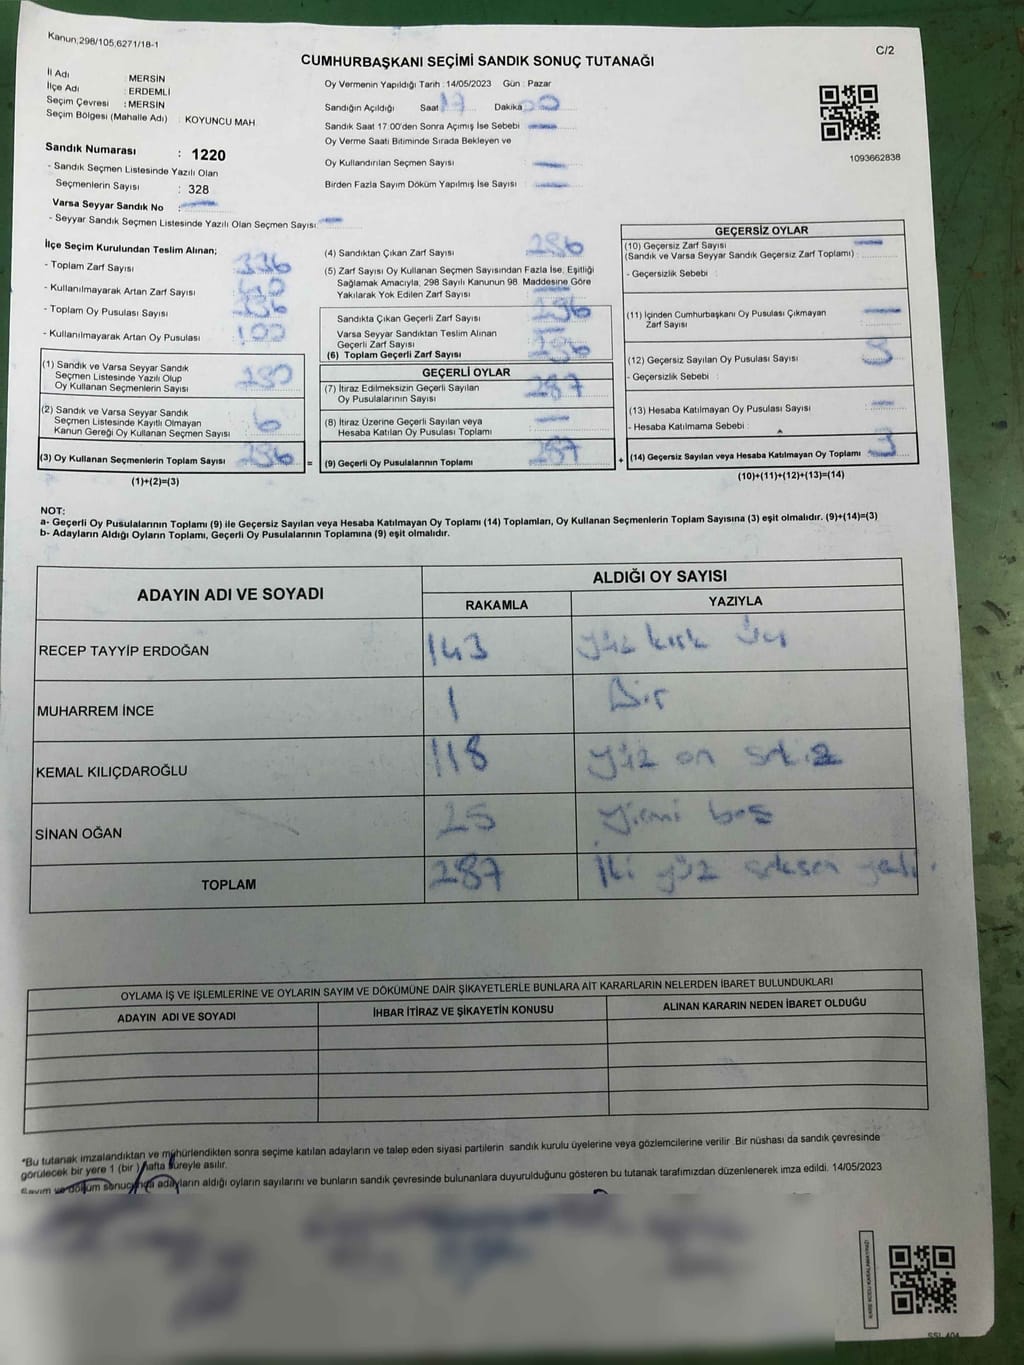 Kanun,298/105,6271/18-1
C/2
CUMHURBAŞKANI SEÇİMİ SANDIK SONUÇ TUTANAĞI
İl Adı : MERSİN
İlçe Adı : ERDEMLİ
Seçim Çevresi : MERSİN
Seçim Bölgesi (Mahalle Adı) : KOYUNCU MAH.
Sandık Numarası : 1220
- Sandık Seçmen Listesinde Yazılı Olan
Seçmenlerin Sayısı : 328
Varsa Seyyar Sandık No :
- Seyyar Sandık Seçmen Listesinde Yazılı Olan Seçmen Sayısı:
Oy Vermenin Yapıldığı Tarih : 14/05/2023 Gün : Pazar
Sandığın Açıldığı Saat 17 Dakika 00
Sandık Saat 17.00'den Sonra Açımış İse Sebebi :
Oy Verme Saati Bitiminde Sırada Bekleyen ve
Oy Kullandırılan Seçmen Sayısı :
Birden Fazla Sayım Döküm Yapılmış İse Sayısı :
1093662838
İlçe Seçim Kurulundan Teslim Alınan;
- Toplam Zarf Sayısı : 336
- Kullanılmayarak Artan Zarf Sayısı :
- Toplam Oy Pusulası Sayısı :
- Kullanılmayarak Artan Oy Pusulası : 100
(1) Sandık ve Varsa Seyyar Sandık
Seçmen Listesinde Yazılı Olup
Oy Kullanan Seçmenlerin Sayısı :
(2) Sandık ve Varsa Seyyar Sandık
Seçmen Listesinde Kayıtlı Olmayan
Kanun Gereği Oy Kullanan Seçmen Sayısı : 6
(3) Oy Kullanan Seçmenlerin Toplam Sayısı :
(1)+(2)=(3)
(4) Sandıktan Çıkan Zarf Sayısı :
(5) Zarf Sayısı Oy Kullanan Seçmen Sayısından Fazla İse, Eşitliği
Sağlamak Amacıyla, 298 Sayılı Kanunun 98. Maddesine Göre
Yakılarak Yok Edilen Zarf Sayısı :
Sandıkta Çıkan Geçerli Zarf Sayısı :
Varsa Seyyar Sandıktan Teslim Alınan
Geçerli Zarf Sayısı :
(6) Toplam Geçerli Zarf Sayısı :
GEÇERLİ OYLAR
(7) İtiraz Edilmeksizin Geçerli Sayılan
Oy Pusulalarının Sayısı : 287
(8) İtiraz Üzerine Geçerli Sayılan veya
Hesaba Katılan Oy Pusulası Toplamı :
= (9) Geçerli Oy Pusulalarının Toplamı : 287
GEÇERSİZ OYLAR
(10) Geçersiz Zarf Sayısı
(Sandık ve Varsa Seyyar Sandık Geçersiz Zarf Toplamı) :
- Geçersizlik Sebebi :
(11) İçinden Cumhurbaşkanı Oy Pusulası Çıkmayan
Zarf Sayısı :
(12) Geçersiz Sayılan Oy Pusulası Sayısı : 3
- Geçersizlik Sebebi :
(13) Hesaba Katılmayan Oy Pusulası Sayısı :
- Hesaba Katılmama Sebebi :
+ (14) Geçersiz Sayılan veya Hesaba Katılmayan Oy Toplamı : 3
(10)+(11)+(12)+(13)=(14)
NOT:
a- Geçerli Oy Pusulalarının Toplamı (9) ile Geçersiz Sayılan veya Hesaba Katılmayan Oy Toplamı (14) Toplamları, Oy Kullanan Seçmenlerin Toplam Sayısına (3) eşit olmalıdır. (9)+(14)=(3)
b- Adayların Aldığı Oyların Toplamı, Geçerli Oy Pusulalarının Toplamına (9) eşit olmalıdır.
ADAYIN ADI VE SOYADI
ALDIĞI OY SAYISI
RAKAMLA YAZIYLA
RECEP TAYYİP ERDOĞAN 143 yüz kırk üç
MUHARREM İNCE 1 Bir
KEMAL KILIÇDAROĞLU 118 yüz on sekiz
SİNAN OĞAN 25 yirmi beş
TOPLAM 287 İki yüz seksen yedi.
OYLAMA İŞ VE İŞLEMLERİNE VE OYLARIN SAYIM VE DÖKÜMÜNE DAİR ŞİKAYETLERLE BUNLARA AİT KARARLARIN NELERDEN İBARET BULUNDUKLARI
ADAYIN ADI VE SOYADI İHBAR İTİRAZ VE ŞİKAYETİN KONUSU ALINAN KARARIN NEDEN İBARET OLDUĞU
*Bu tutanak imzalandıktan ve mühürlendikten sonra seçime katılan adayların ve talep eden siyasi partilerin sandık kurulu üyelerine veya gözlemcilerine verilir. Bir nüshası da sandık çevresinde
görülecek bir yere 1 (bir) hafta süreyle asılır.
Sayım ve döküm sonucunda adayların aldığı oyların sayılarını ve bunların sandık çevresinde bulunanlara duyurulduğunu gösteren bu tutanak tarafımızdan düzenlenerek imza edildi. 14/05/2023
KARE KODU KARALAMAYINIZ!